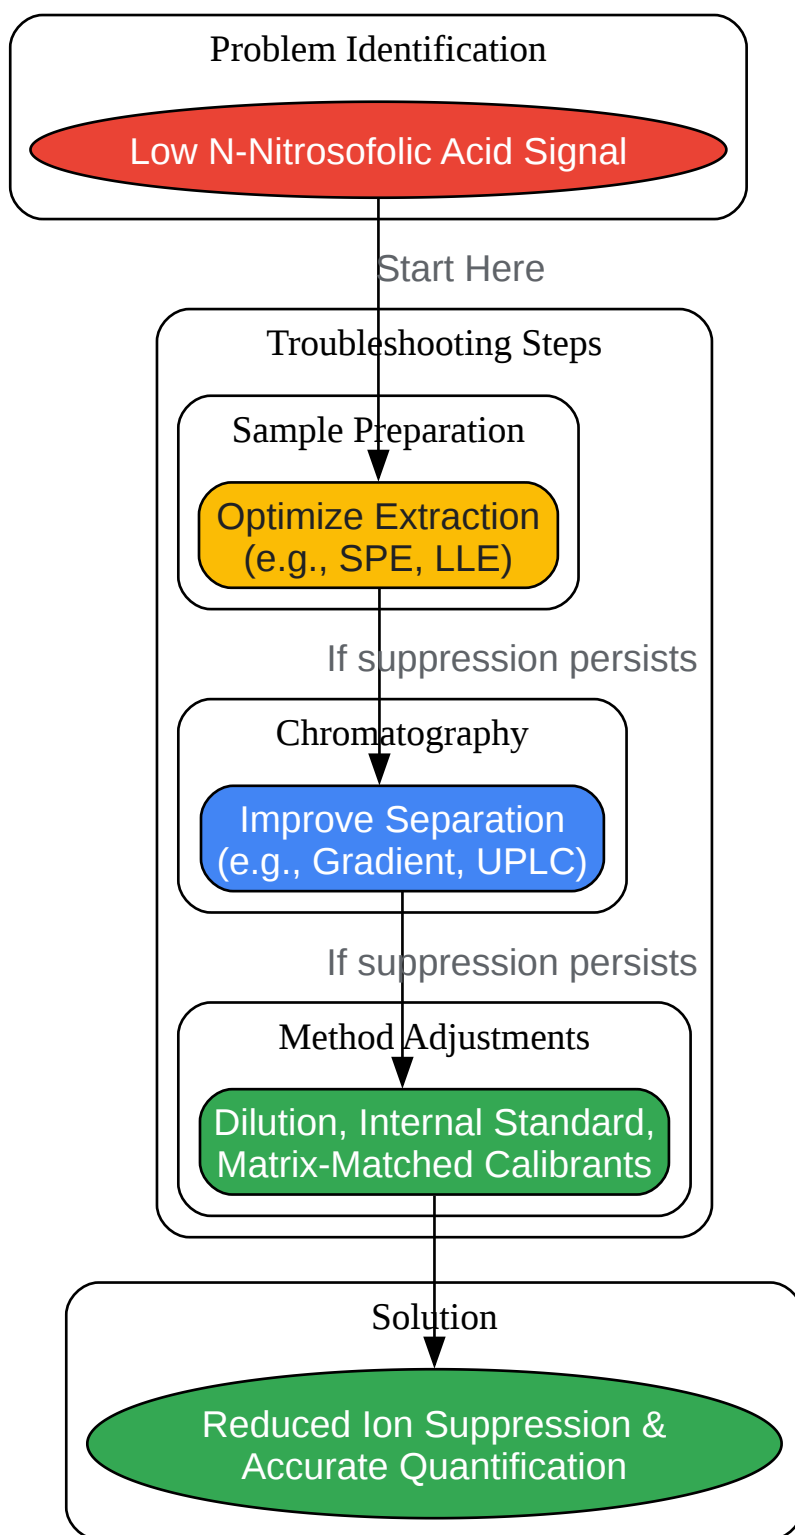 Problem Identification
Low N-Nitrosofolic Acid Signal
Start Here
Troubleshooting Steps
Sample Preparation
Optimize Extraction
(e.g., SPE, LLE)
If suppression persists
Chromatography
Improve Separation
(e.g., Gradient, UPLC)
If suppression persists
Method Adjustments
Dilution, Internal Standard,
Matrix-Matched Calibrants
Solution
Reduced Ion Suppression &
Accurate Quantification